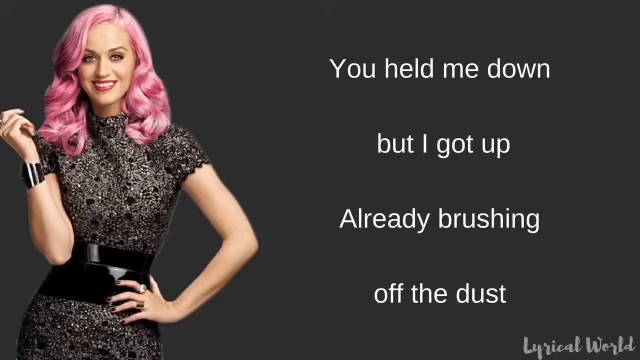 You held me down
but I got up
Already brushing
off the dust
Lyrical World